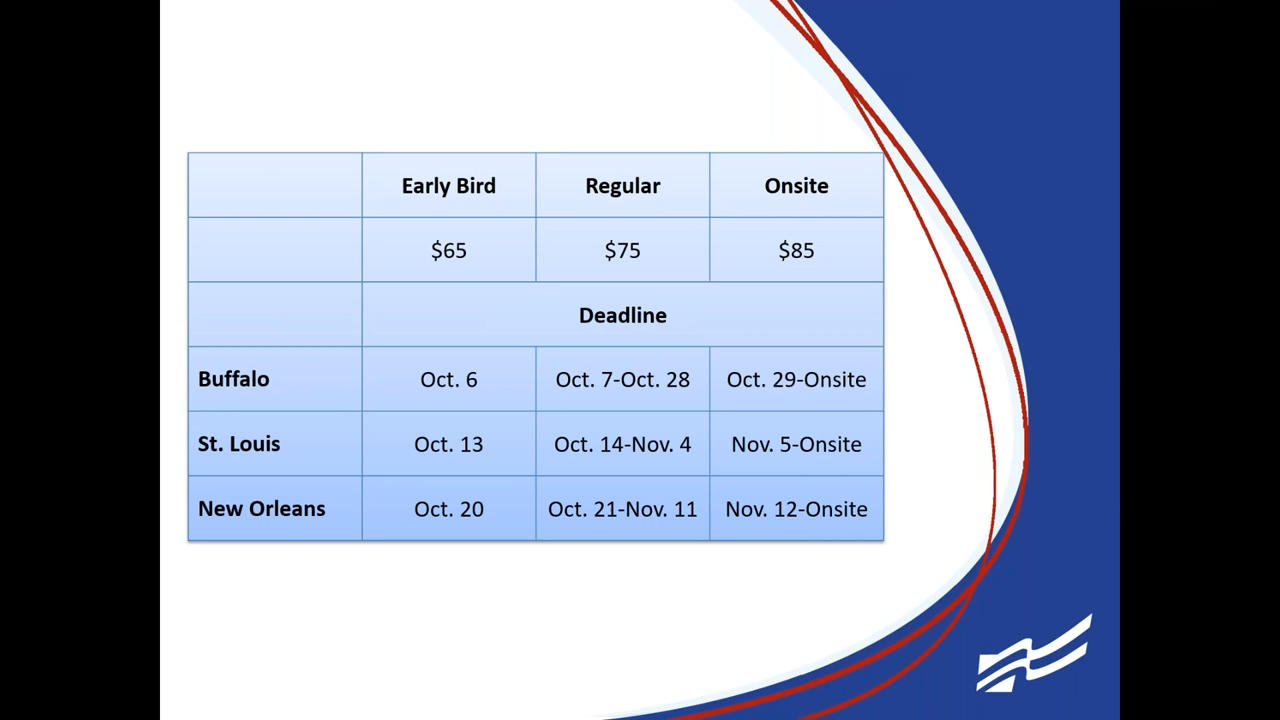 Early Bird Regular Onsite
$65 $75 $85
Deadline
Buffalo Oct. 6 Oct. 7-Oct. 28 Oct. 29-Onsite
St. Louis Oct. 13 Oct. 14-Nov. 4 Nov. 5-Onsite
New Orleans Oct. 20 Oct. 21-Nov. 11 Nov. 12-Onsite